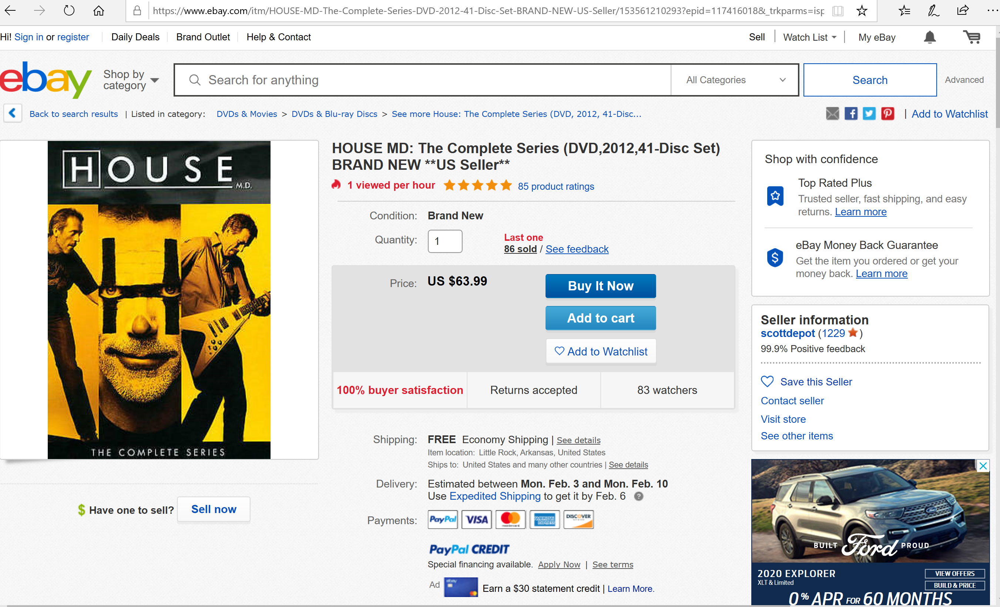 https://www.ebay.com/itm/HOUSE-MD-The-Complete-Series-DVD-2012-41-Disc-Set-BRAND-NEW-US-Seller/153561210293?epid=1174160188&_trkparms=isp
Hi! Sign in or register
Daily Deals
Brand Outlet
Help & Contact
Sell
Watch List
My eBay
ebay
Shop by
category
Search for anything
All Categories
Search
Advanced
Back to search results | Listed in category: DVDs & Movies > DVDs & Blu-ray Discs > See more House: The Complete Series (DVD, 2012, 41-Disc...
| Add to Watchlist
HOUSE
M.D.
THE COMPLETE SERIES
$ Have one to sell? Sell now
HOUSE MD: The Complete Series (DVD,2012,41-Disc Set)
BRAND NEW **US Seller**
1 viewed per hour
85 product ratings
Condition: Brand New
Quantity: 1
Last one
86 sold / See feedback
Price: US $63.99
Buy It Now
Add to cart
Add to Watchlist
100% buyer satisfaction
Returns accepted
83 watchers
Shipping: FREE Economy Shipping | See details
Item location: Little Rock, Arkansas, United States
Ships to: United States and many other countries | See details
Delivery: Estimated between Mon. Feb. 3 and Mon. Feb. 10
Use Expedited Shipping to get it by Feb. 6 ?
Payments: PayPal VISA mastercard AMERICAN EXPRESS DISCOVER
PayPal CREDIT
Special financing available. Apply Now | See terms
Ad
ebay
Earn a $30 statement credit | Learn More.
Shop with confidence
Top Rated Plus
Trusted seller, fast shipping, and easy
returns. Learn more
eBay Money Back Guarantee
Get the item you ordered or get your
money back. Learn more
Seller information
scottdepot (1229)
99.9% Positive feedback
Save this Seller
Contact seller
Visit store
See other items
BUILT Ford PROUD
2020 EXPLORER
XLT & Limited
VIEW OFFERS
BUILD & PRICE
0% APR FOR 60 MONTHS